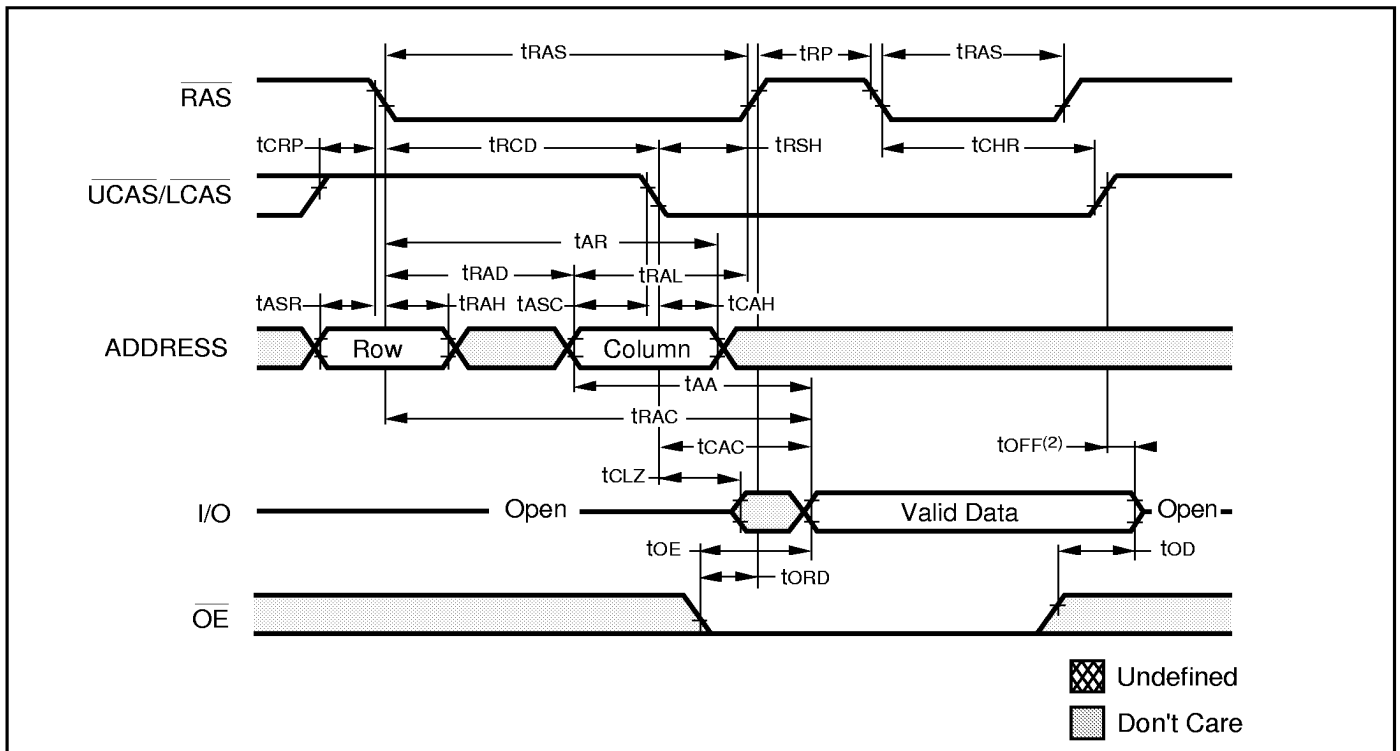 tRAS tRP tRAS
RAS
tCRP tRCD tRSH tCHR
UCAS/LCAS
tAR
tRAD tRAL
tASR tRAH tASC tCAH
ADDRESS Row Column
tAA
tRAC
tCAC tOFF(2)
tCLZ
I/O Open Valid Data Open
tOE tOD
tORD
OE
Undefined
Don't Care